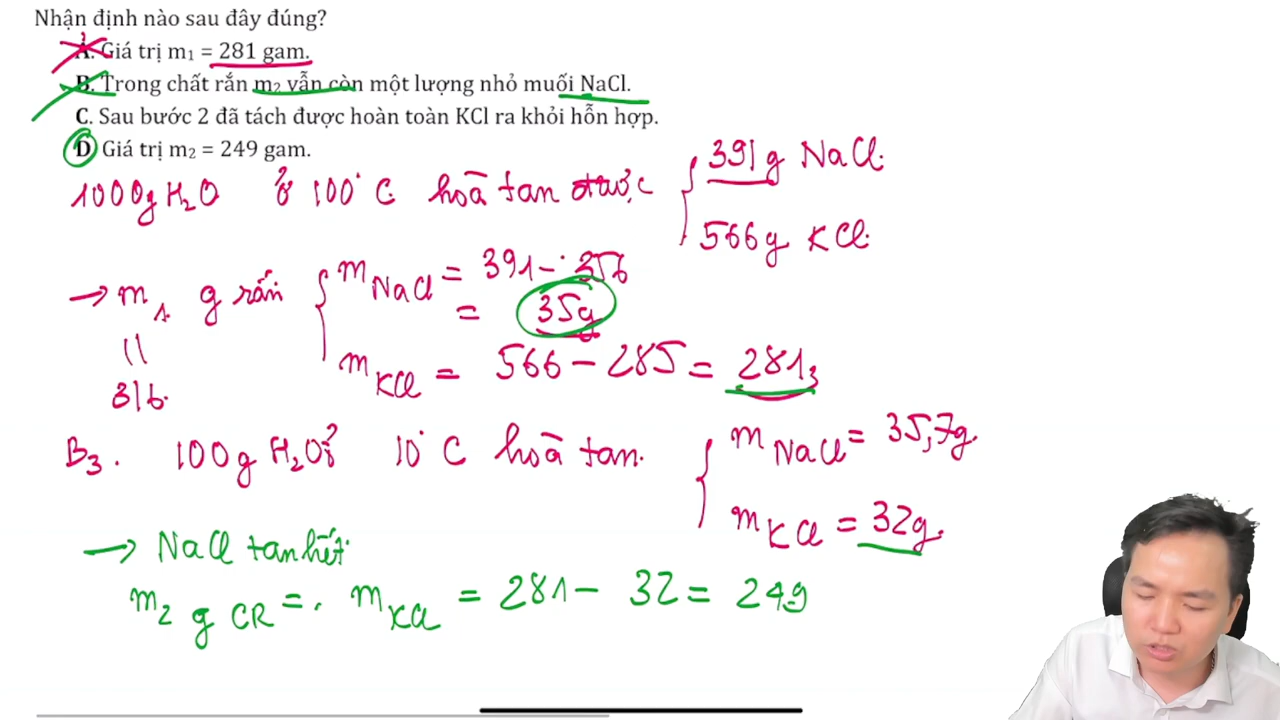 Nhận định nào sau đây đúng?
A. Giá trị m₁ = 281 gam.
B. Trong chất rắn m₂ vẫn còn một lượng nhỏ muối NaCl.
C. Sau bước 2 đã tách được hoàn toàn KCl ra khỏi hỗn hợp.
D. Giá trị m₂ = 249 gam.
1000g H₂O ở 100°C hoà tan được { 391g NaCl.
566g KCl.
→ m₁ g rắn { mNaCl = 391 - 356
= 35g
mKCl = 566 - 285 = 281g
= 316.
B₃. 100g H₂O ở 10°C hoà tan. { mNaCl = 35,7g.
mKCl = 32g.
→ NaCl tan hết.
m₂ g CR = mKCl = 281 - 32 = 249